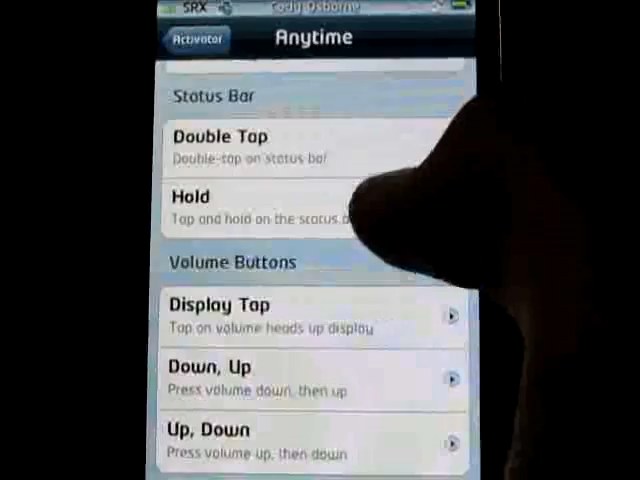 SRX Cody Osborne
Activator Anytime
Status Bar
Double Tap
Double-tap on status bar
Hold
Tap and hold on the status
Volume Buttons
Display Tap
Tap on volume heads up display
Down, Up
Press volume down, then up
Up, Down
Press volume up, then down